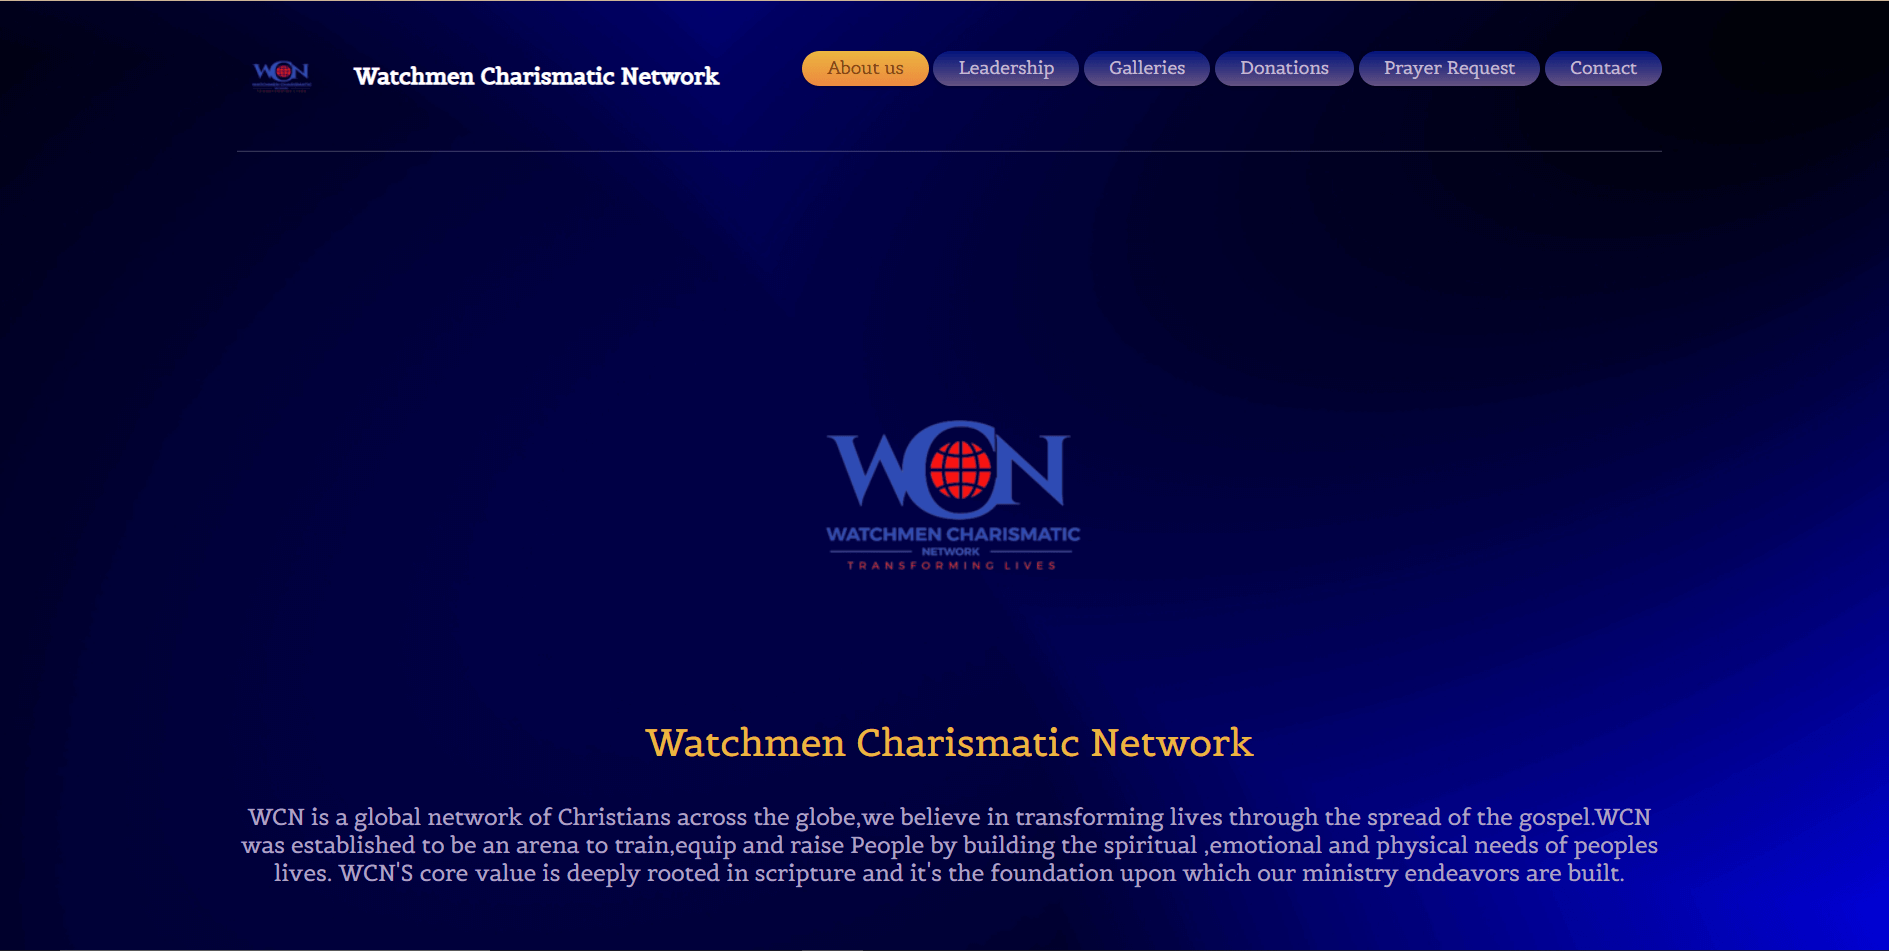 WCN
Watchmen Charismatic Network
About us
Leadership
Galleries
Donations
Prayer Request
Contact
WCN
WATCHMEN CHARISMATIC
NETWORK
TRANSFORMING LIVES
Watchmen Charismatic Network
WCN is a global network of Christians across the globe,we believe in transforming lives through the spread of the gospel.WCN
was established to be an arena to train,equip and raise People by building the spiritual ,emotional and physical needs of peoples
lives. WCN'S core value is deeply rooted in scripture and it's the foundation upon which our ministry endeavors are built.